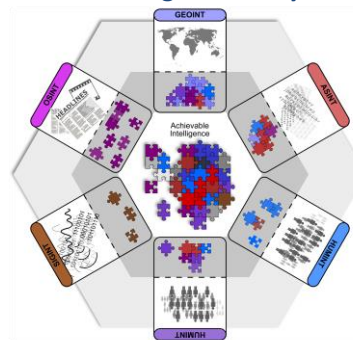 GEOINT
OSINT
HEADLINES
ASINT
Achievable
Intelligence
SIGINT
HUMINT
HUMINT